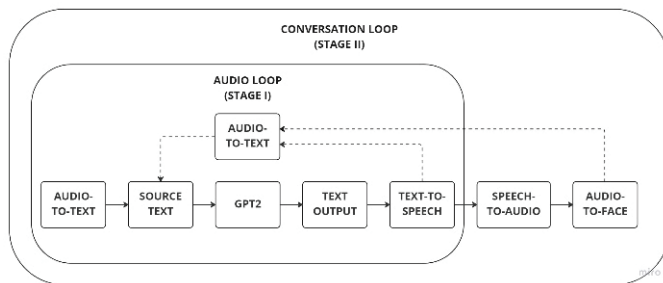 CONVERSATION LOOP
(STAGE II)
AUDIO LOOP
(STAGE I)
AUDIO-
TO-TEXT
AUDIO-
TO-TEXT
SOURCE
TEXT
GPT2
TEXT
OUTPUT
TEXT-TO-
SPEECH
SPEECH-
TO-AUDIO
AUDIO-
TO-FACE
miro